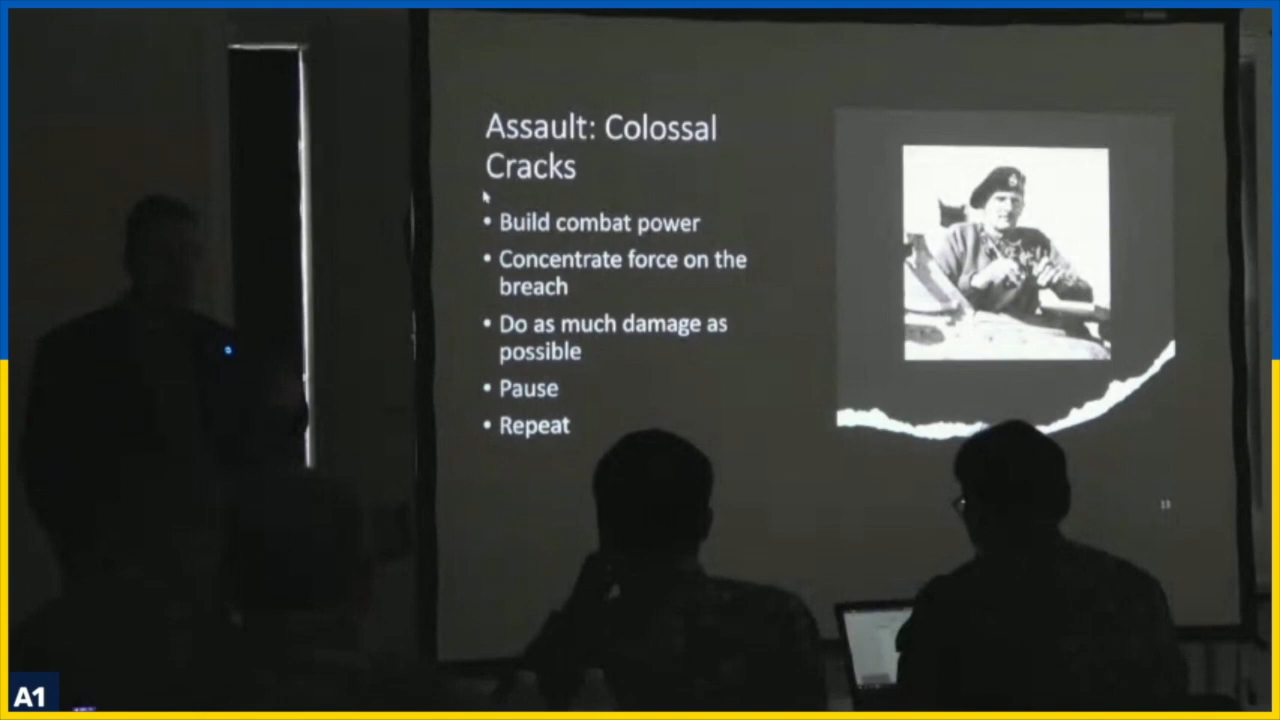 Assault: Colossal
Cracks
• Build combat power
• Concentrate force on the
breach
• Do as much damage as
possible
• Pause
• Repeat
13
A1